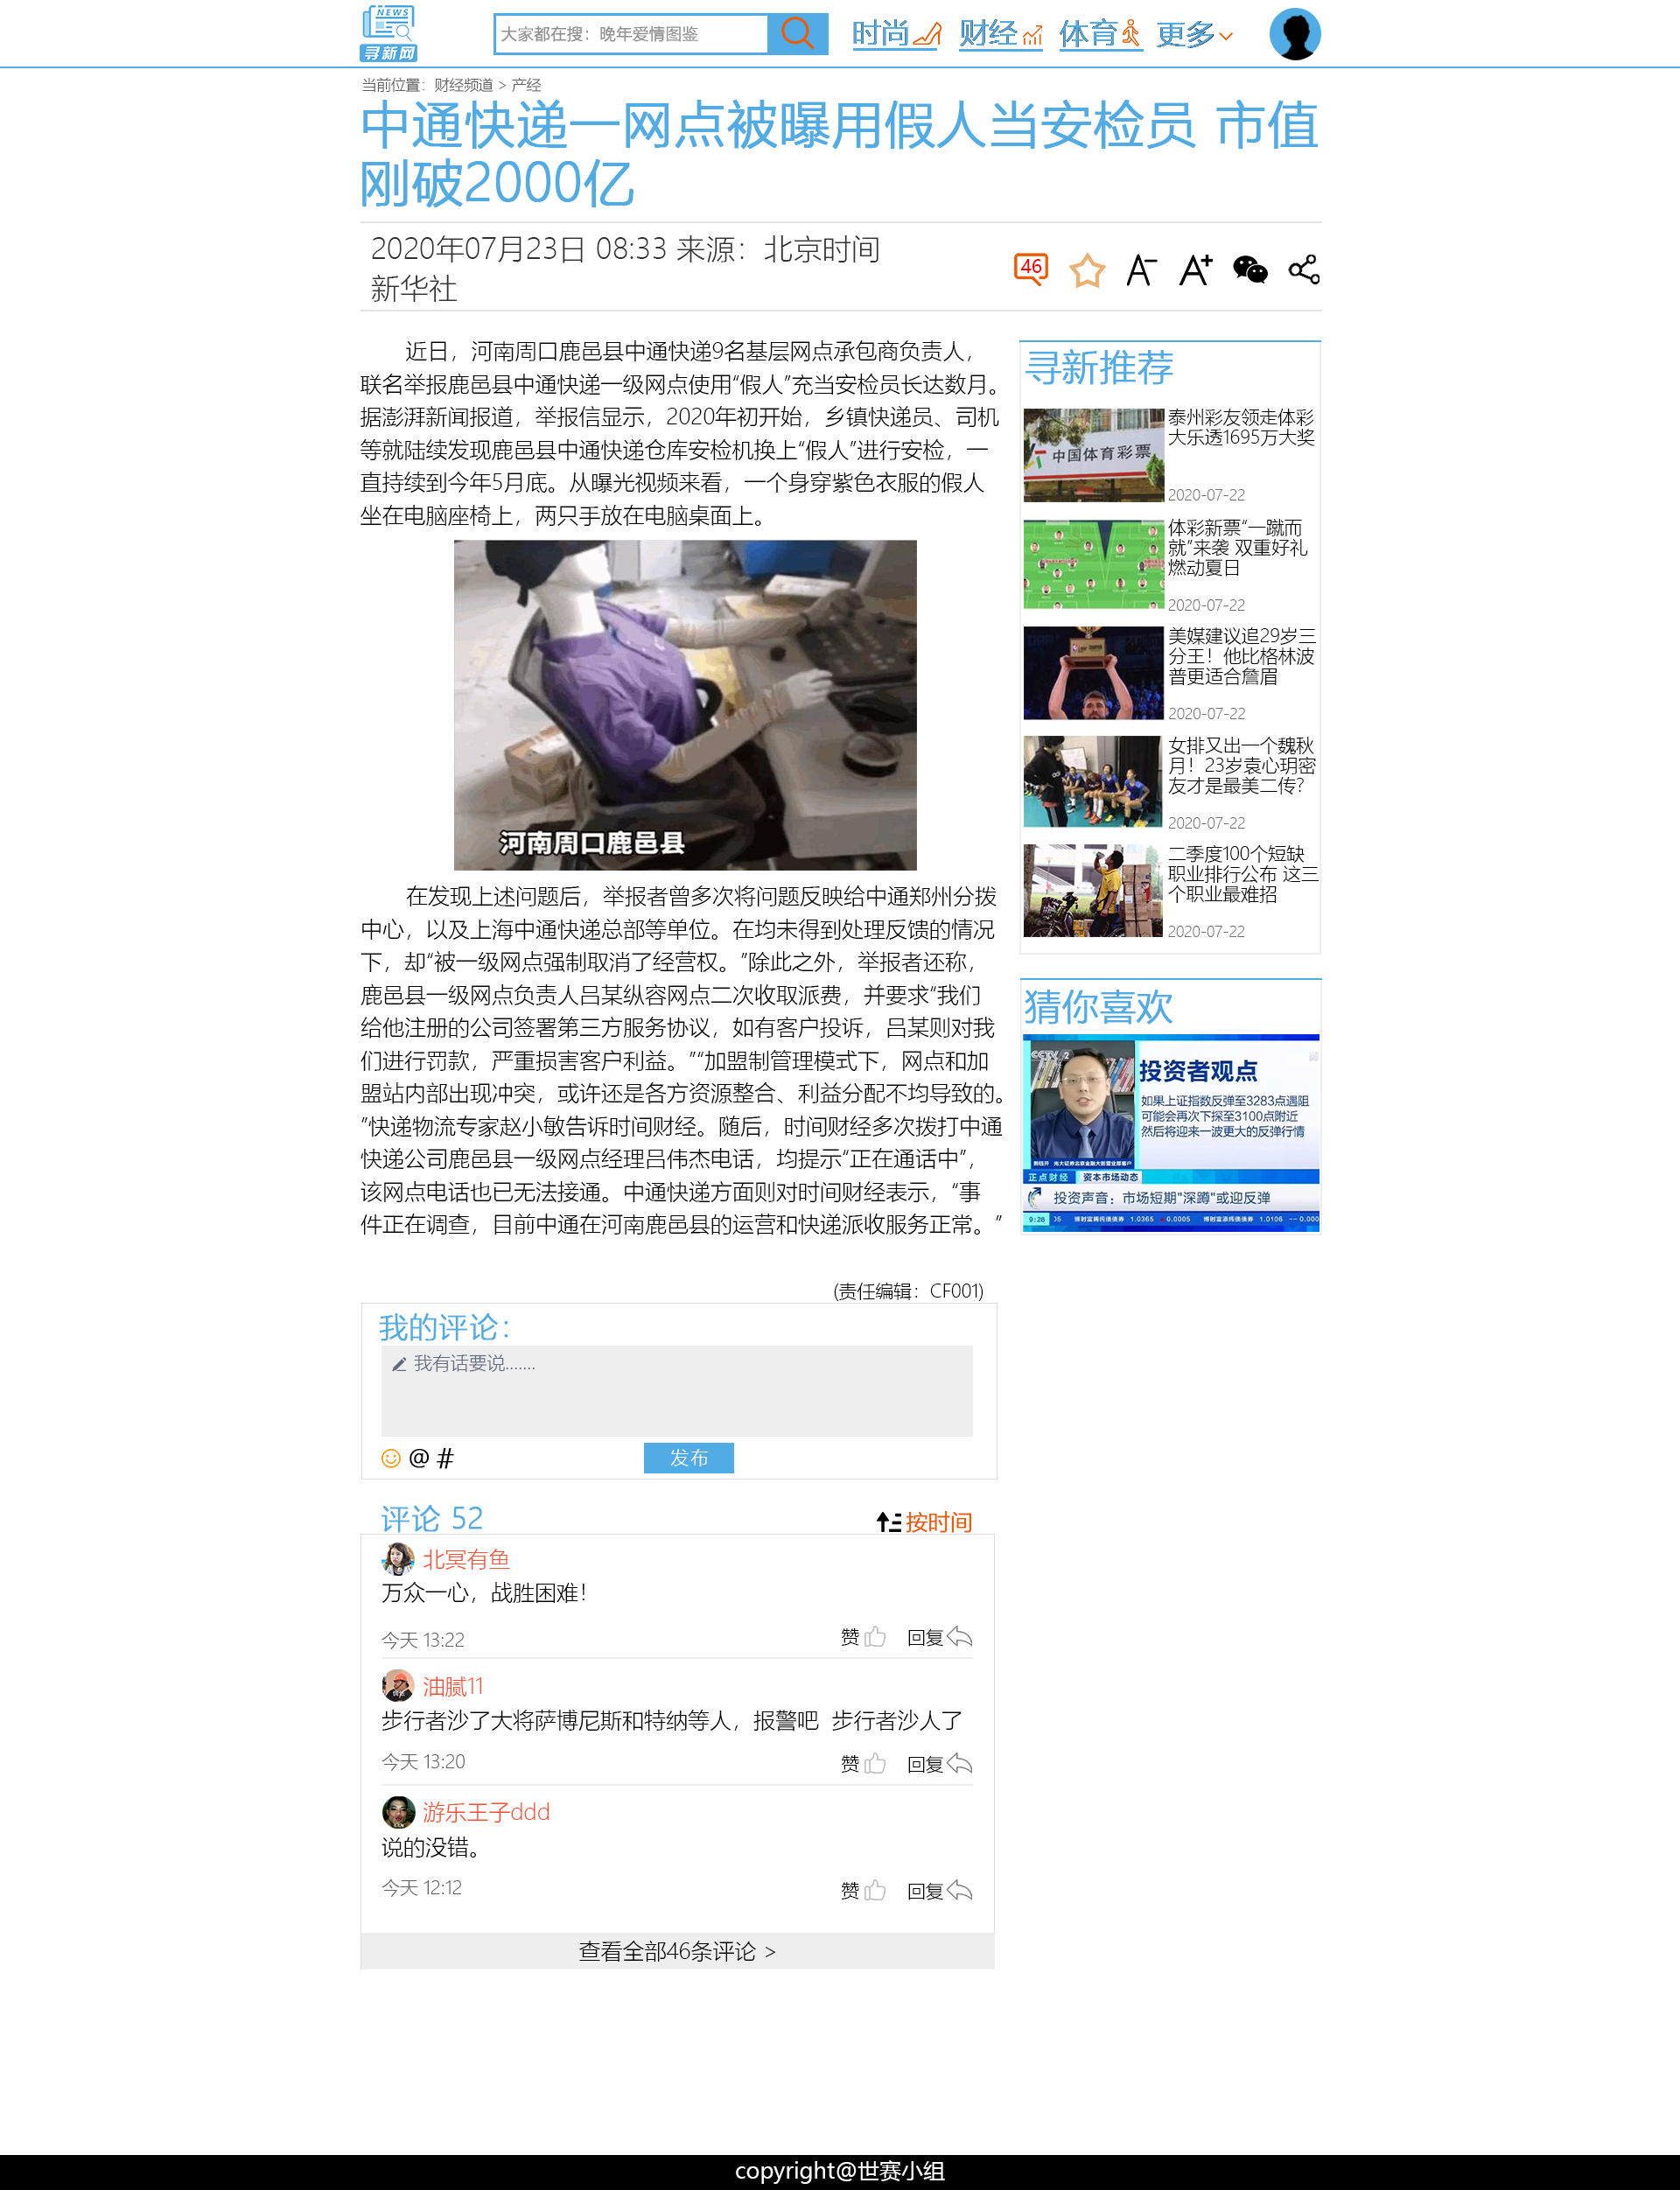 NEWS
寻新网
大家都在搜：晚年爱情图鉴
时尚 财经 体育 更多
当前位置：财经频道 > 产经
中通快递一网点被曝用假人当安检员 市值
刚破2000亿
2020年07月23日 08:33 来源：北京时间
新华社
46
A- A+
近日，河南周口鹿邑县中通快递9名基层网点承包商负责人，
联名举报鹿邑县中通快递一级网点使用“假人”充当安检员长达数月。
据澎湃新闻报道，举报信显示，2020年初开始，乡镇快递员、司机
等就陆续发现鹿邑县中通快递仓库安检机换上“假人”进行安检，一
直持续到今年5月底。从曝光视频来看，一个身穿紫色衣服的假人
坐在电脑座椅上，两只手放在电脑桌面上。
河南周口鹿邑县
在发现上述问题后，举报者曾多次将问题反映给中通郑州分拨
中心，以及上海中通快递总部等单位。在均未得到处理反馈的情况
下，却“被一级网点强制取消了经营权。”除此之外，举报者还称，
鹿邑县一级网点负责人吕某纵容网点二次收取派费，并要求“我们
给他注册的公司签署第三方服务协议，如有客户投诉，吕某则对我
们进行罚款，严重损害客户利益。”“加盟制管理模式下，网点和加
盟站内部出现冲突，或许还是各方资源整合、利益分配不均导致的。
”快递物流专家赵小敏告诉时间财经。随后，时间财经多次拨打中通
快递公司鹿邑县一级网点经理吕伟杰电话，均提示“正在通话中”，
该网点电话也已无法接通。中通快递方面则对时间财经表示，“事
件正在调查，目前中通在河南鹿邑县的运营和快递派收服务正常。”
(责任编辑：CF001)
寻新推荐
中国体育彩票
泰州彩友领走体彩
大乐透1695万大奖
2020-07-22
体彩新票“一蹴而
就”来袭 双重好礼
燃动夏日
2020-07-22
美媒建议追29岁三
分王！他比格林波
普更适合詹眉
2020-07-22
女排又出一个魏秋
月！23岁袁心玥密
友才是最美二传？
2020-07-22
二季度100个短缺
职业排行公布 这三
个职业最难招
2020-07-22
猜你喜欢
CCTV 2
投资者观点
如果上证指数反弹至3283点遇阻
可能会再次下探至3100点附近
然后将迎来一波更大的反弹行情
正点财经 资本市场动态
投资声音：市场短期"深蹲"或迎反弹
9:28 博时富腾纯债债券 1.0365 0.0005 博时富添纯债债券 1.0106 -- 0.000
我的评论：
我有话要说.......
@ #
发布
评论 52
按时间
北冥有鱼
万众一心，战胜困难！
今天 13:22 赞 回复
油腻11
步行者沙了大将萨博尼斯和特纳等人，报警吧 步行者沙人了
今天 13:20 赞 回复
游乐王子ddd
说的没错。
今天 12:12 赞 回复
查看全部46条评论 >
copyright@世赛小组